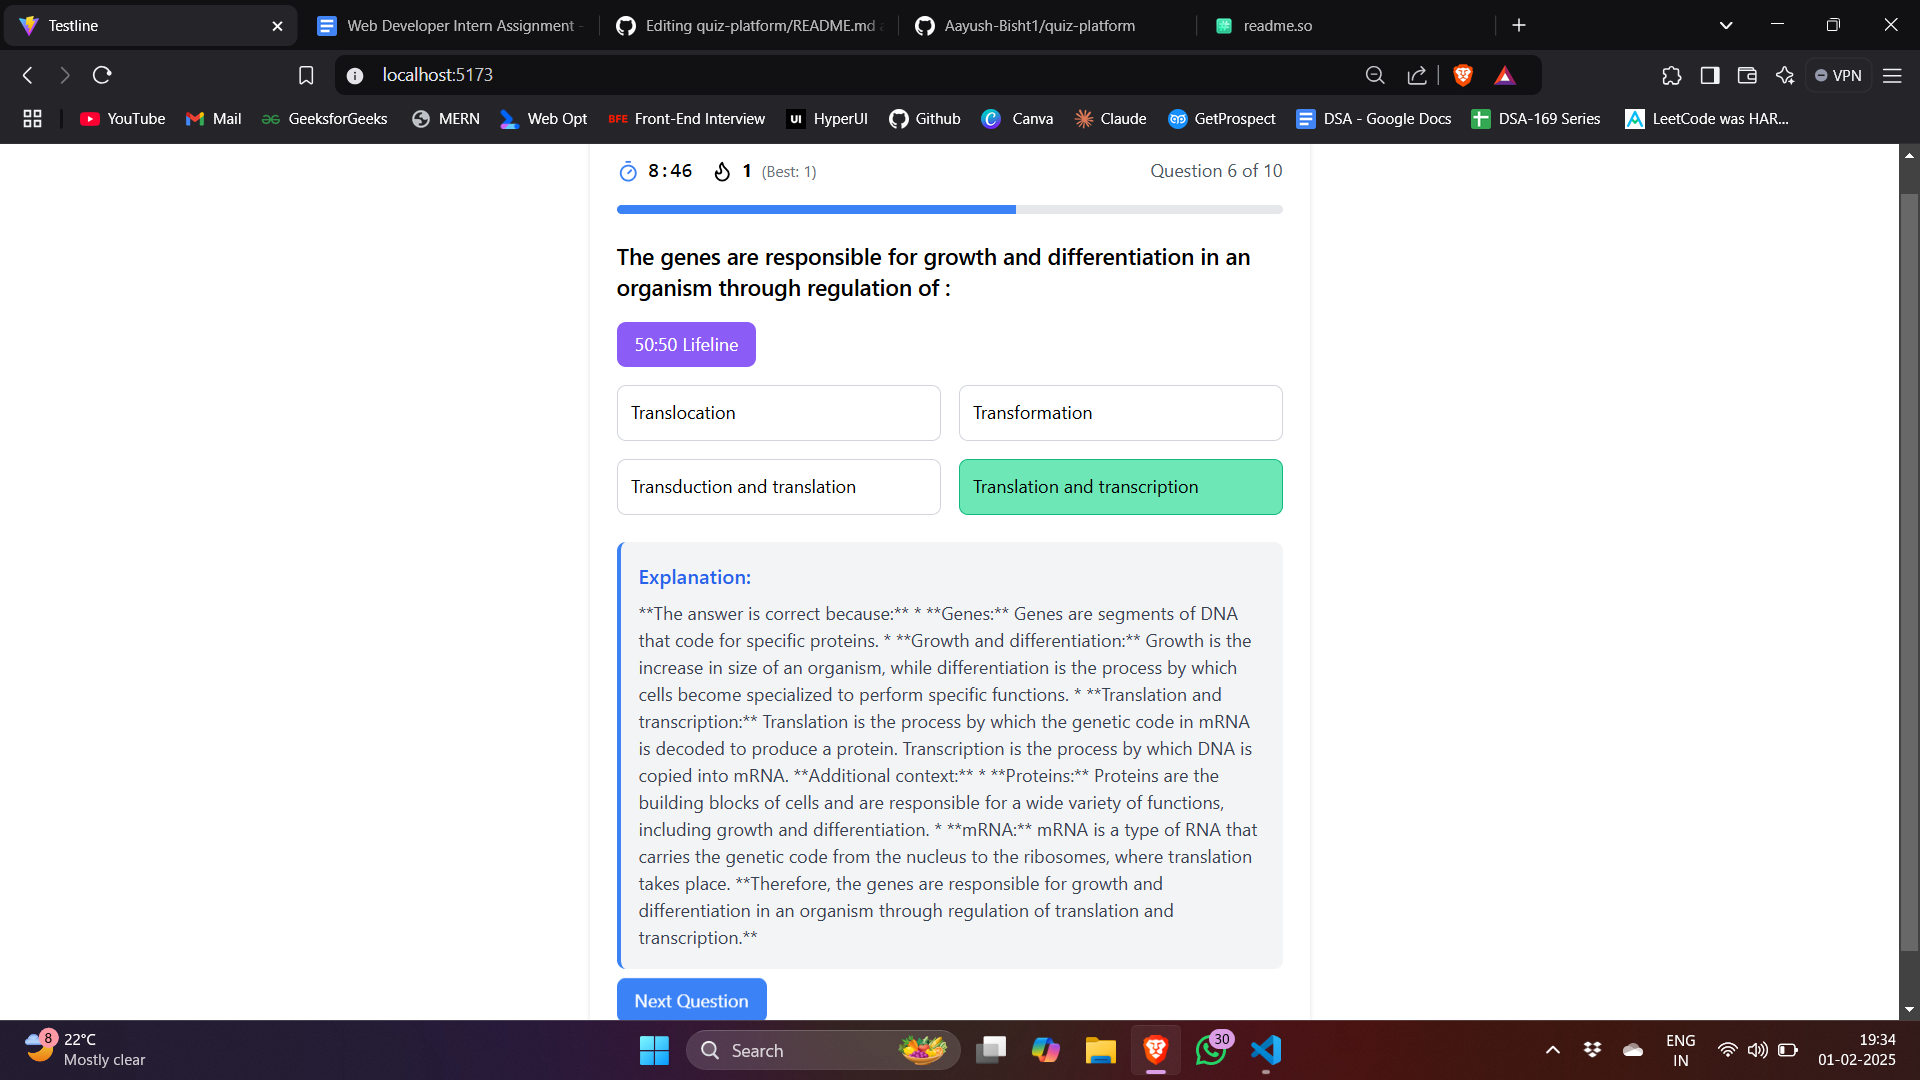 Testline
Web Developer Intern Assignment -
Editing quiz-platform/README.md a
Aayush-Bisht1/quiz-platform
readme.so
localhost:5173
VPN
YouTube
Mail
GeeksforGeeks
MERN
Web Opt
BFE Front-End Interview
UI HyperUI
Github
Canva
Claude
GetProspect
DSA - Google Docs
DSA-169 Series
LeetCode was HAR...
8:46 1 (Best: 1) Question 6 of 10
The genes are responsible for growth and differentiation in an
organism through regulation of :
50:50 Lifeline
Translocation
Transformation
Transduction and translation
Translation and transcription
Explanation:
**The answer is correct because:** * **Genes:** Genes are segments of DNA
that code for specific proteins. * **Growth and differentiation:** Growth is the
increase in size of an organism, while differentiation is the process by which
cells become specialized to perform specific functions. * **Translation and
transcription:** Translation is the process by which the genetic code in mRNA
is decoded to produce a protein. Transcription is the process by which DNA is
copied into mRNA. **Additional context:** * **Proteins:** Proteins are the
building blocks of cells and are responsible for a wide variety of functions,
including growth and differentiation. * **mRNA:** mRNA is a type of RNA that
carries the genetic code from the nucleus to the ribosomes, where translation
takes place. **Therefore, the genes are responsible for growth and
differentiation in an organism through regulation of translation and
transcription.**
Next Question
8
22°C
Mostly clear
Search
30
ENG
IN
19:34
01-02-2025